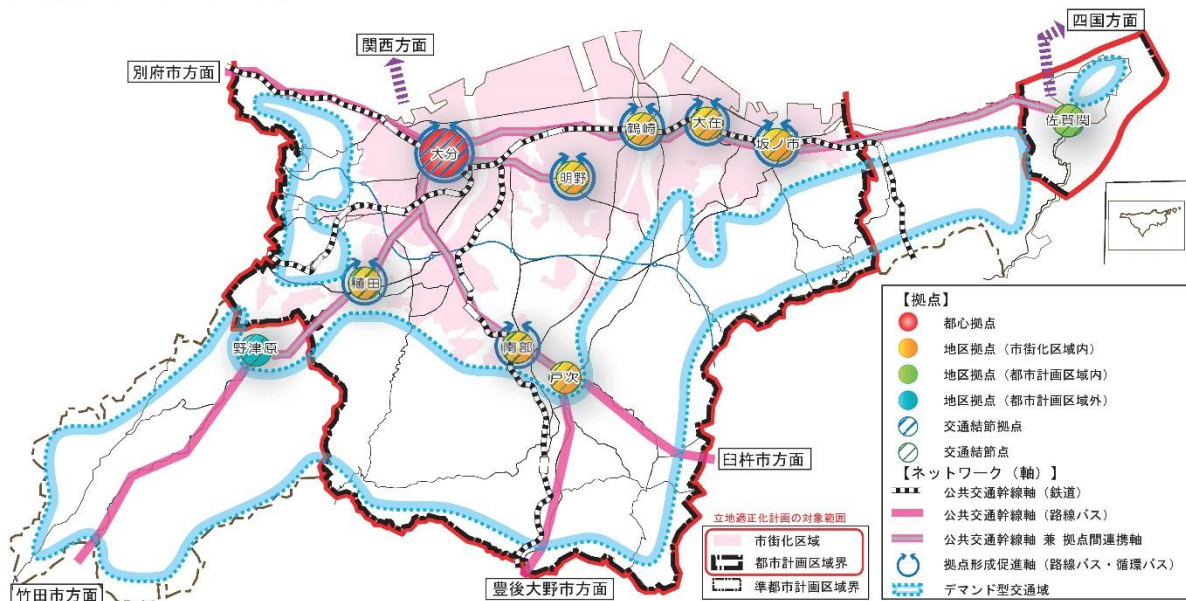 四国方面
関西方面
別府市方面
佐賀関
鶴崎
大在
坂ノ市
大分
明野
稙田
野津原
南部
戸次
臼杵市方面
竹田市方面
豊後大野市方面
【拠点】
都心拠点
地区拠点（市街化区域内）
地区拠点（都市計画区域内）
地区拠点（都市計画区域外）
交通結節拠点
交通結節点
【ネットワーク（軸）】
公共交通幹線軸（鉄道）
公共交通幹線軸（路線バス）
公共交通幹線軸 兼 拠点間連携軸
拠点形成促進軸（路線バス・循環バス）
デマンド型交通域
立地適正化計画の対象範囲
市街化区域
都市計画区域界
準都市計画区域界